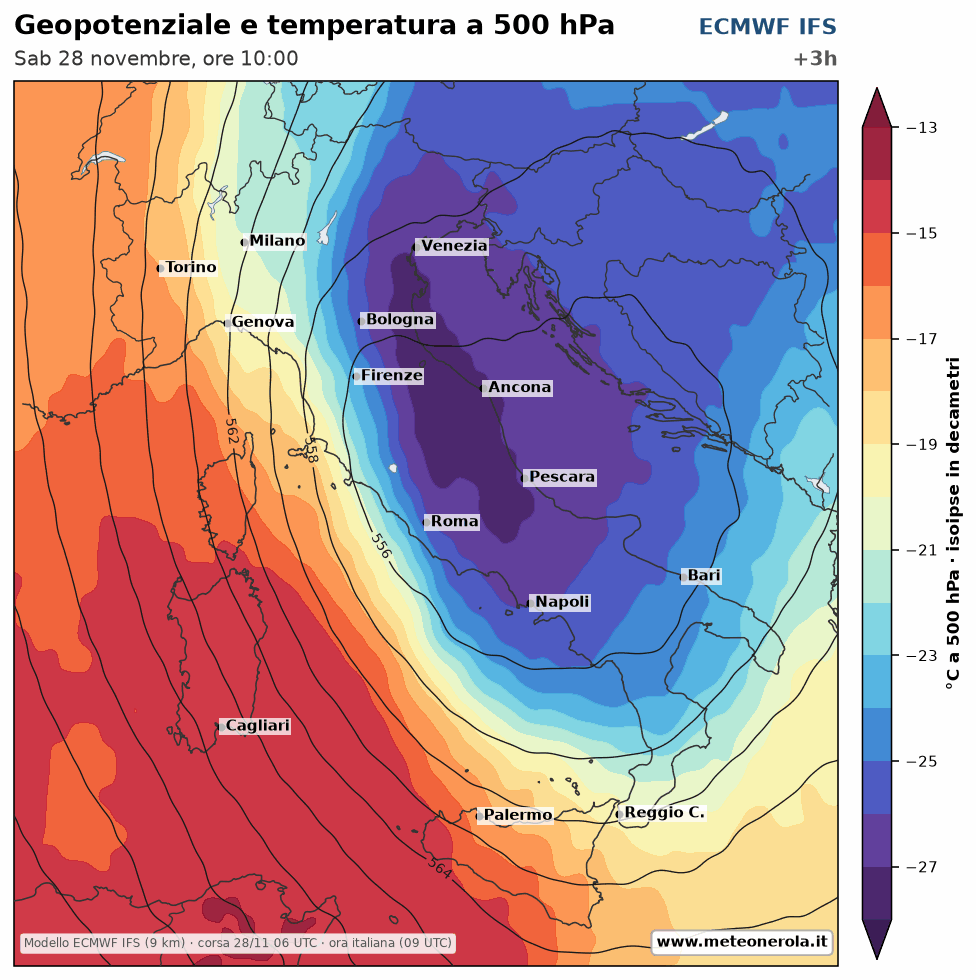 Geopotenziale e temperatura a 500 hPa
ECMWF IFS
Sab 28 novembre, ore 10:00
+3h
Milano
Venezia
Torino
Genova
Bologna
Firenze
Ancona
562
558
Pescara
Roma
556
Bari
Napoli
Cagliari
Palermo
Reggio C.
564
Modello ECMWF IFS (9 km) · corsa 28/11 06 UTC · ora italiana (09 UTC)
www.meteonerola.it
−13
−15
−17
−19
−21
−23
−25
−27
°C a 500 hPa · isoipse in decametri